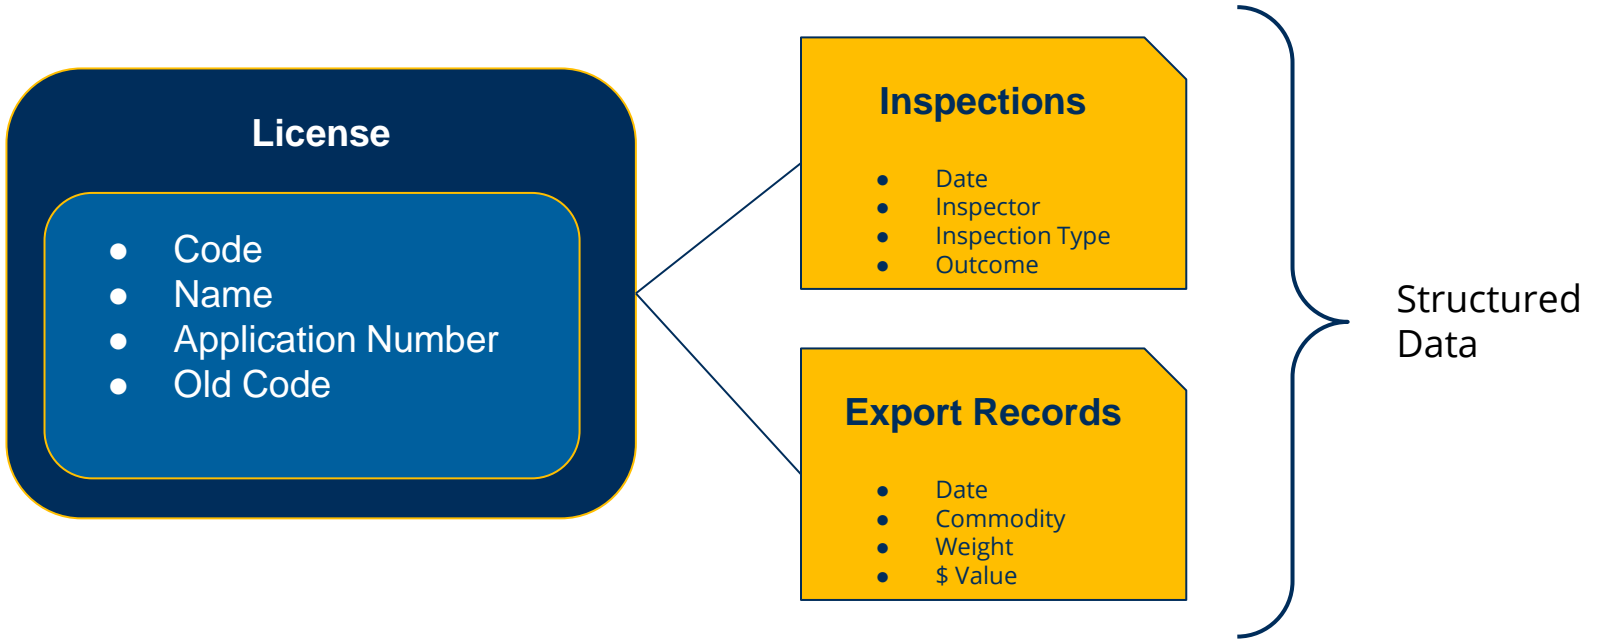 License
● Code
● Name
● Application Number
● Old Code
Inspections
● Date
● Inspector
● Inspection Type
● Outcome
Export Records
● Date
● Commodity
● Weight
● $ Value
Structured
Data